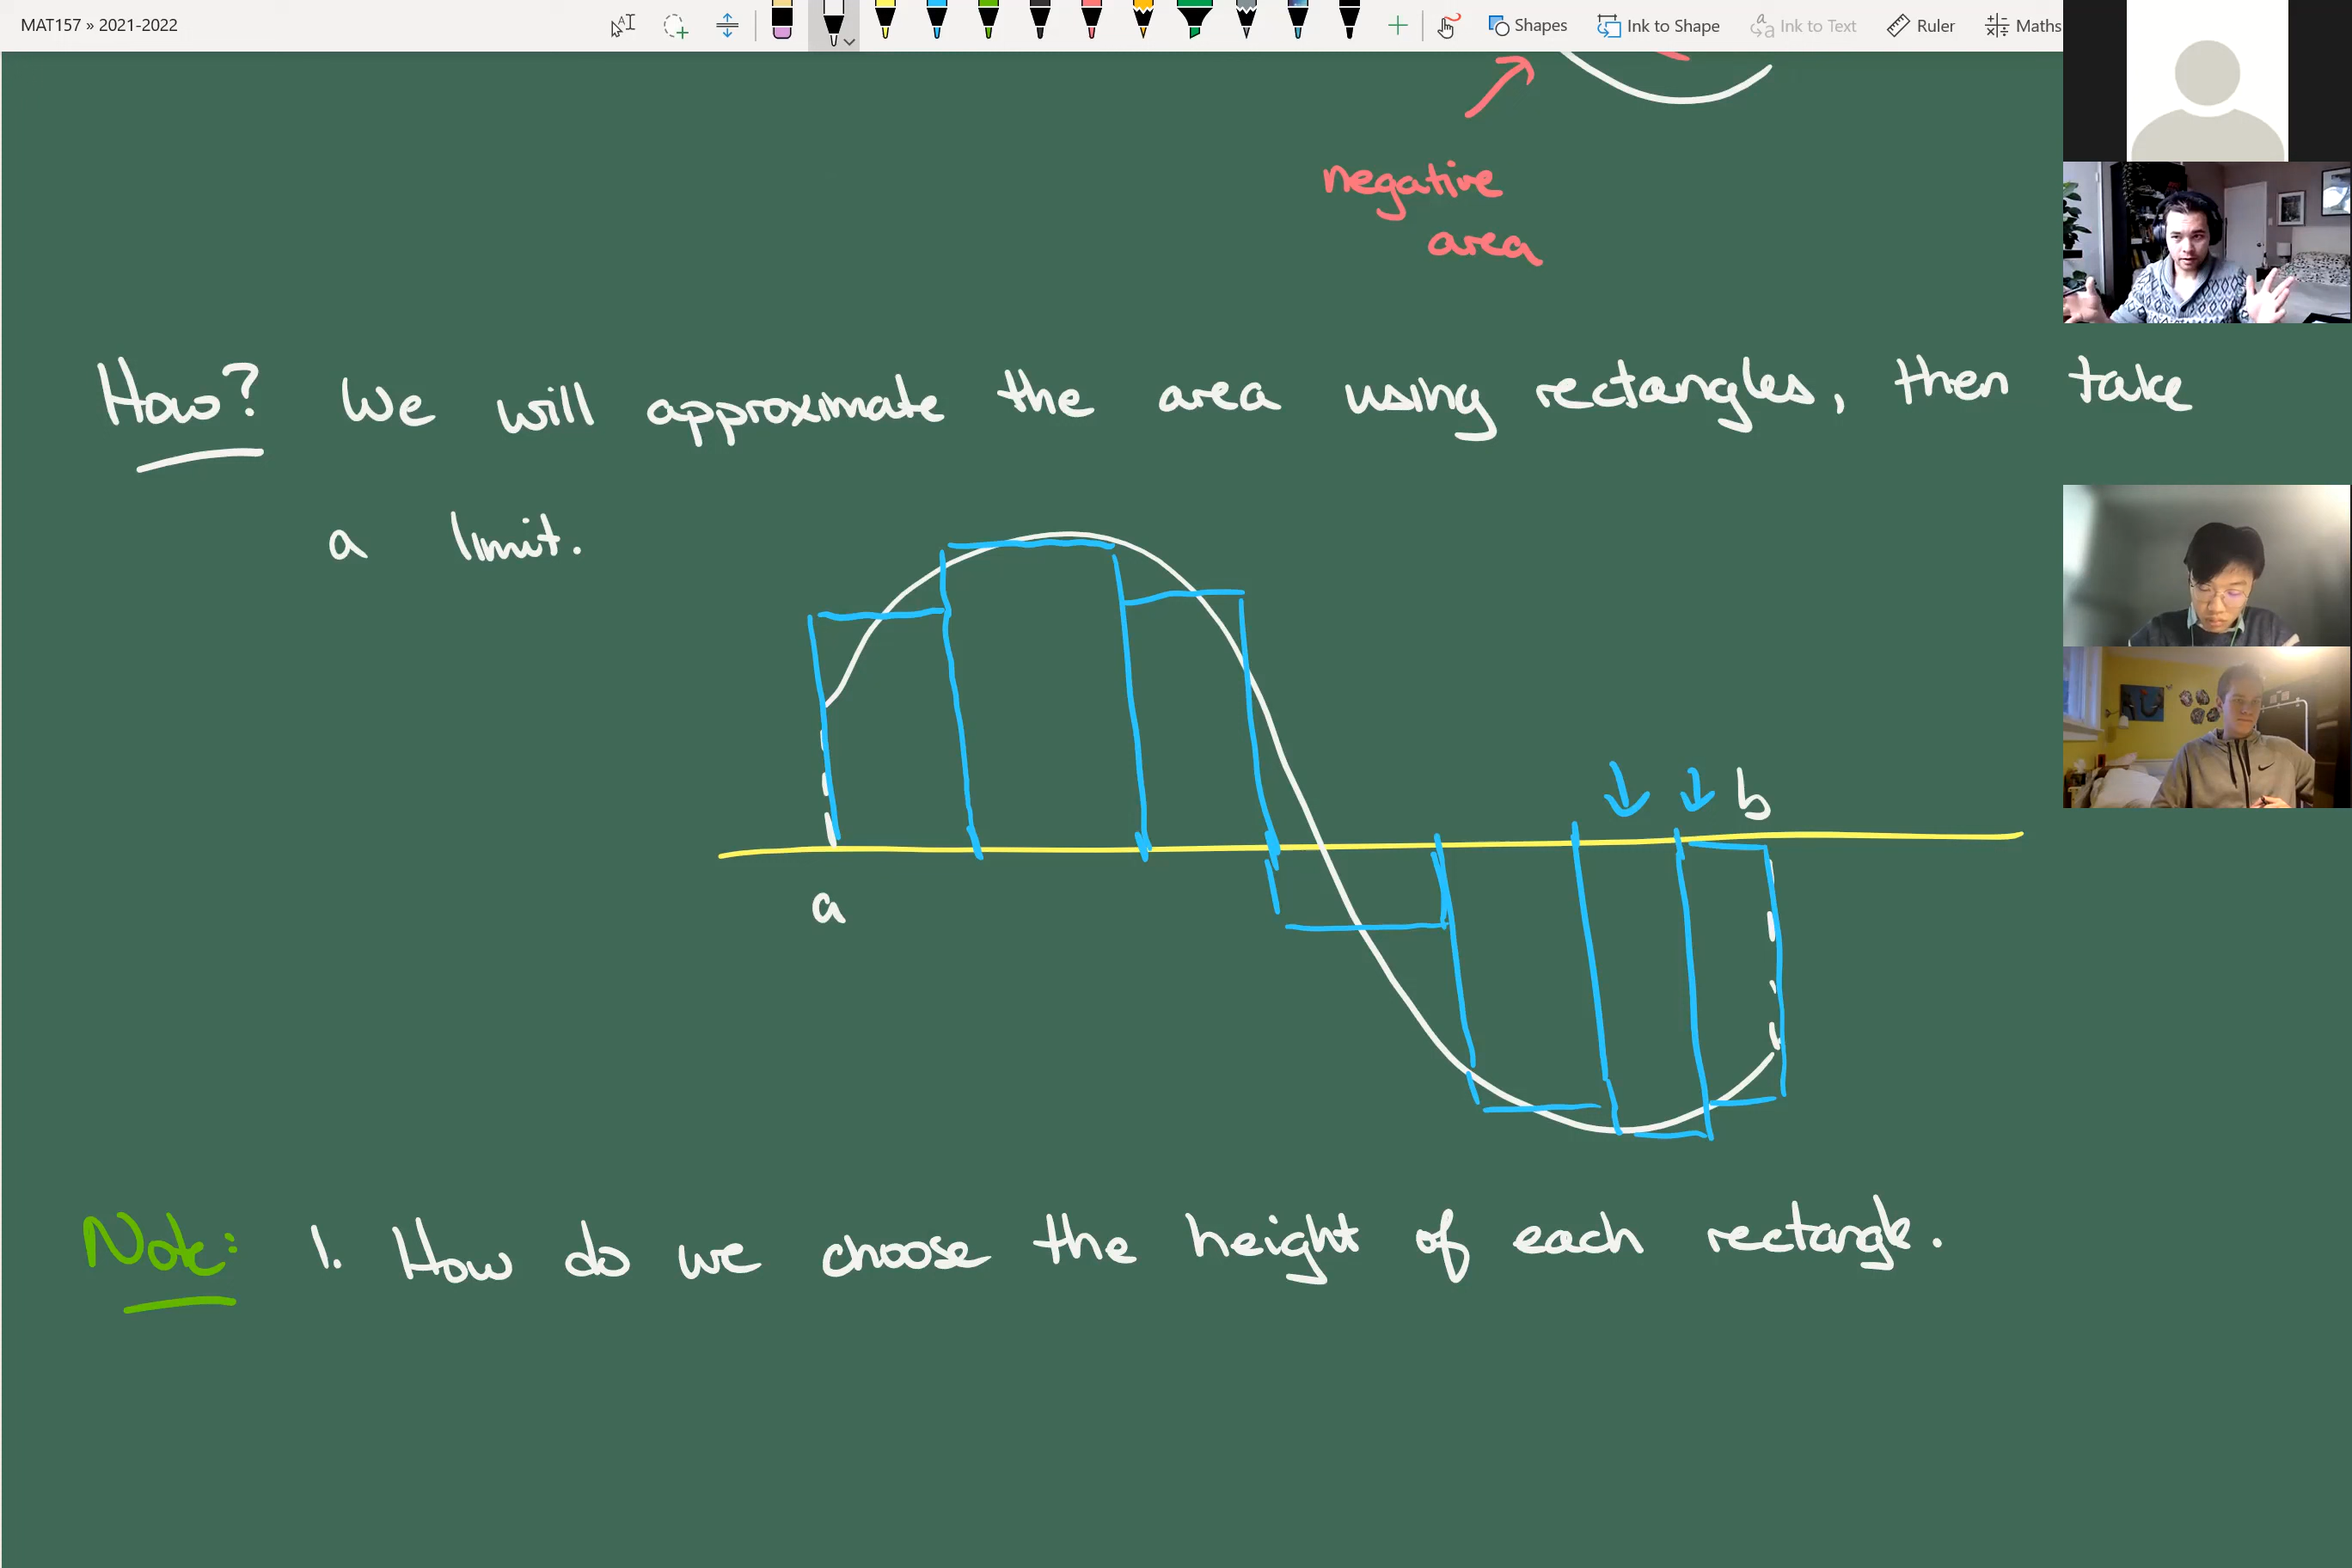 MAT157 » 2021-2022
Shapes
Ink to Shape
Ink to Text
Ruler
Maths
negative
area
How? We will approximate the area using rectangles, then take
a limit.
b
a
Note: 1. How do we choose the height of each rectangle.